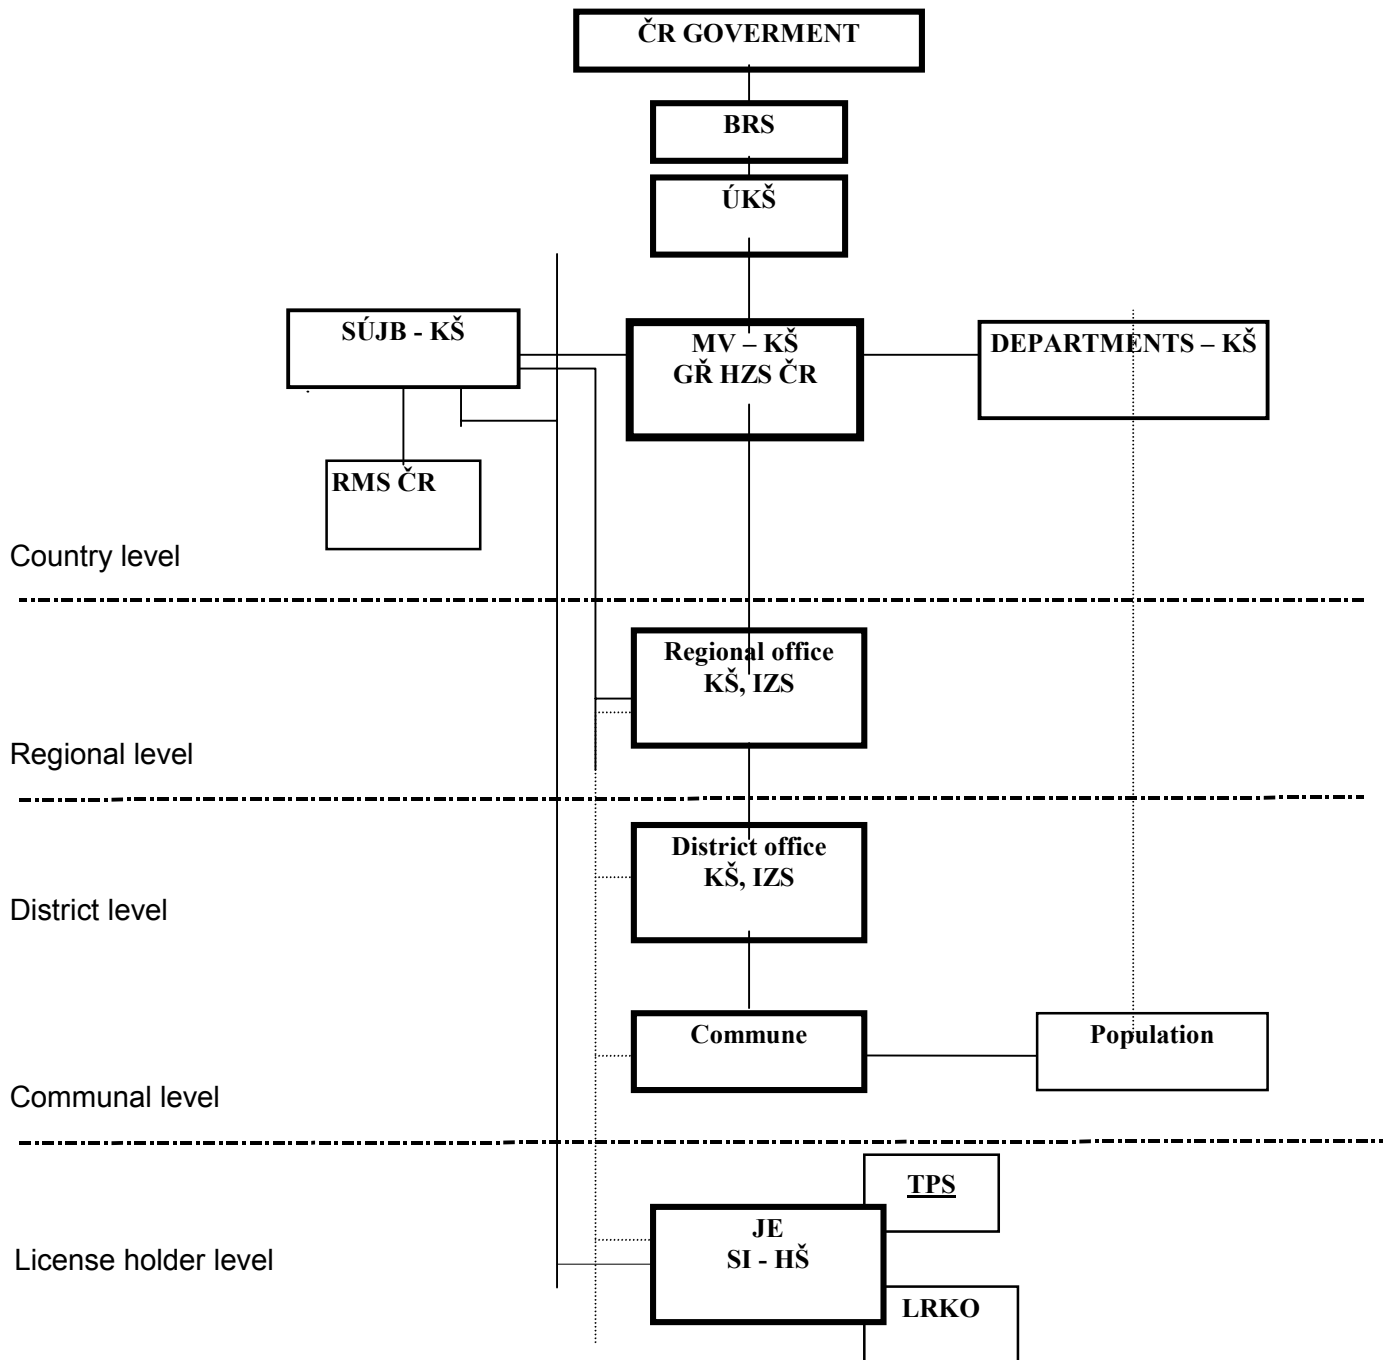 ČR GOVERMENT
BRS
ÚKŠ
SÚJB - KŠ
MV – KŠ
GŘ HZS ČR
DEPARTMENTS – KŠ
RMS ČR
Country level
Regional office
KŠ, IZS
Regional level
District office
KŠ, IZS
District level
Commune
Population
Communal level
TPS
JE
SI - HŠ
License holder level
LRKO